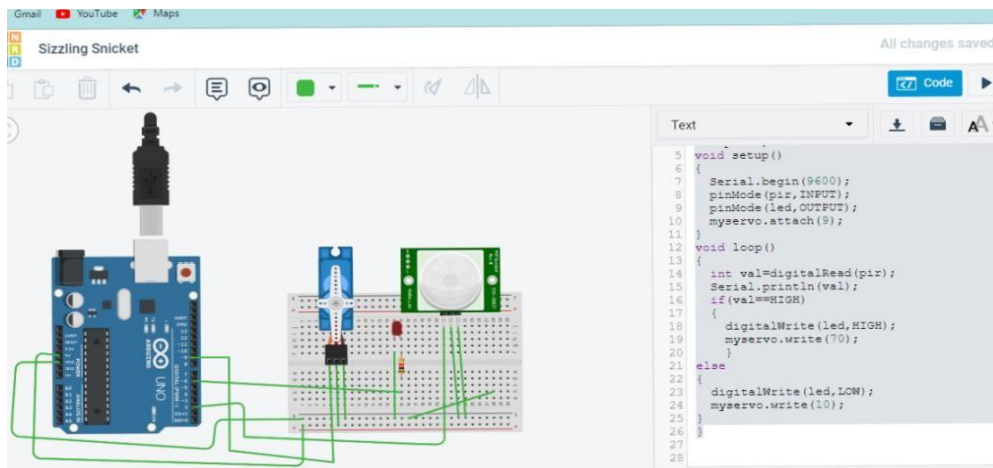 Gmail YouTube Maps
Sizzling Snicket
All changes saved
Code
Text
5 void setup()
6 {
7 Serial.begin(9600);
8 pinMode(pir,INPUT);
9 pinMode(led,OUTPUT);
10 myservo.attach(9);
11 }
12 void loop()
13 {
14 int val=digitalRead(pir);
15 Serial.println(val);
16 if(val==HIGH)
17 {
18 digitalWrite(led,HIGH);
19 myservo.write(70);
20 }
21 else
22 {
23 digitalWrite(led,LOW);
24 myservo.write(10);
25 }
26 }
27
28
ARDUINO
UNO